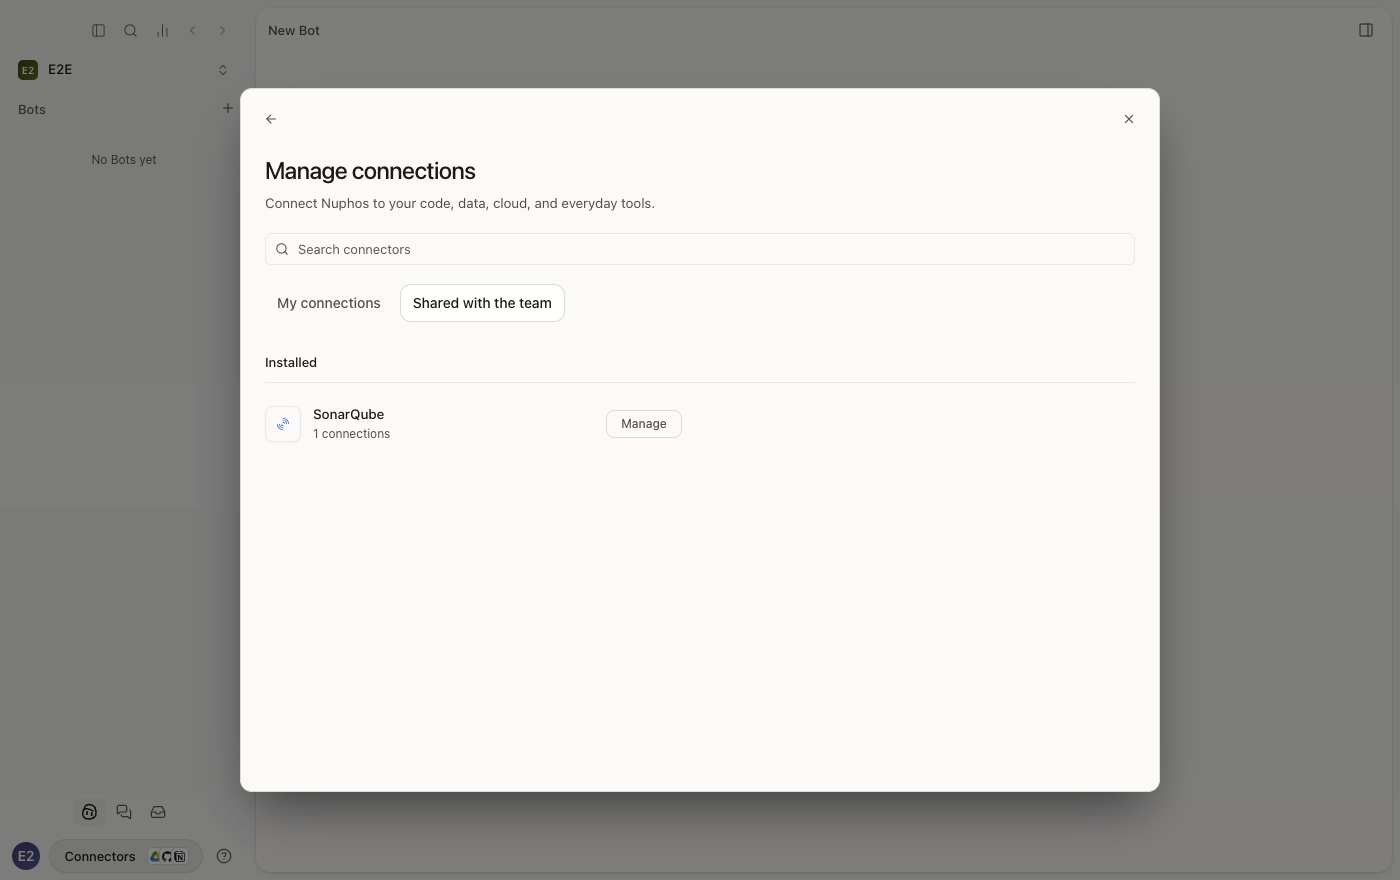 New Bot
E2 E2E
Bots
No Bots yet
Manage connections
Connect Nuphos to your code, data, cloud, and everyday tools.
Search connectors
My connections
Shared with the team
Installed
SonarQube
1 connections
Manage
E2
Connectors